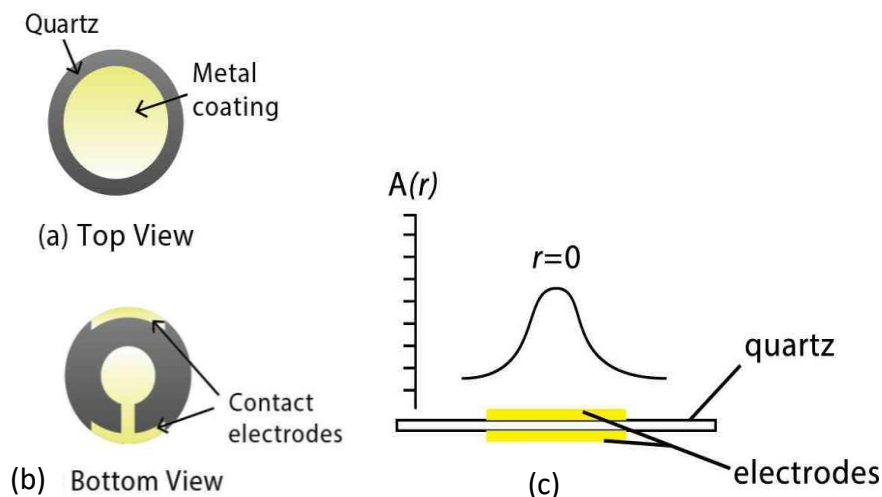 Quartz
Metal
coating
(a) Top View
Contact
electrodes
(b) Bottom View
A(r)
r=0
quartz
electrodes
(c)